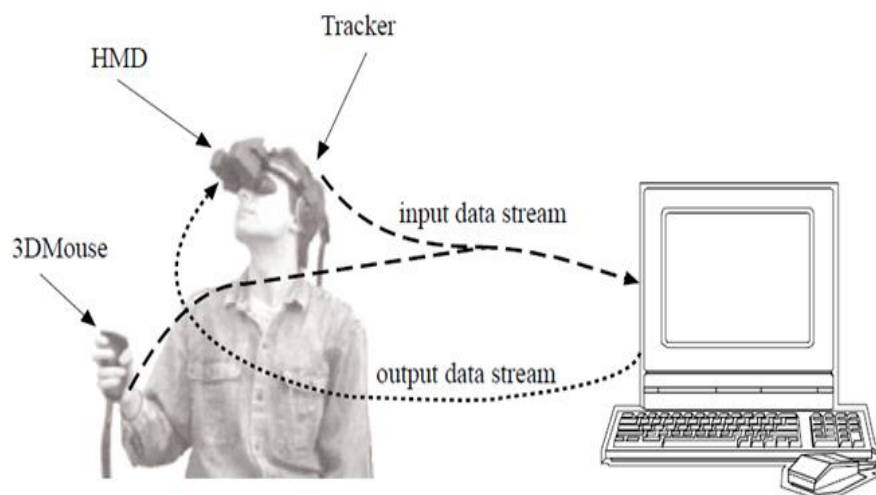 Tracker
HMD
input data stream
3DMouse
output data stream